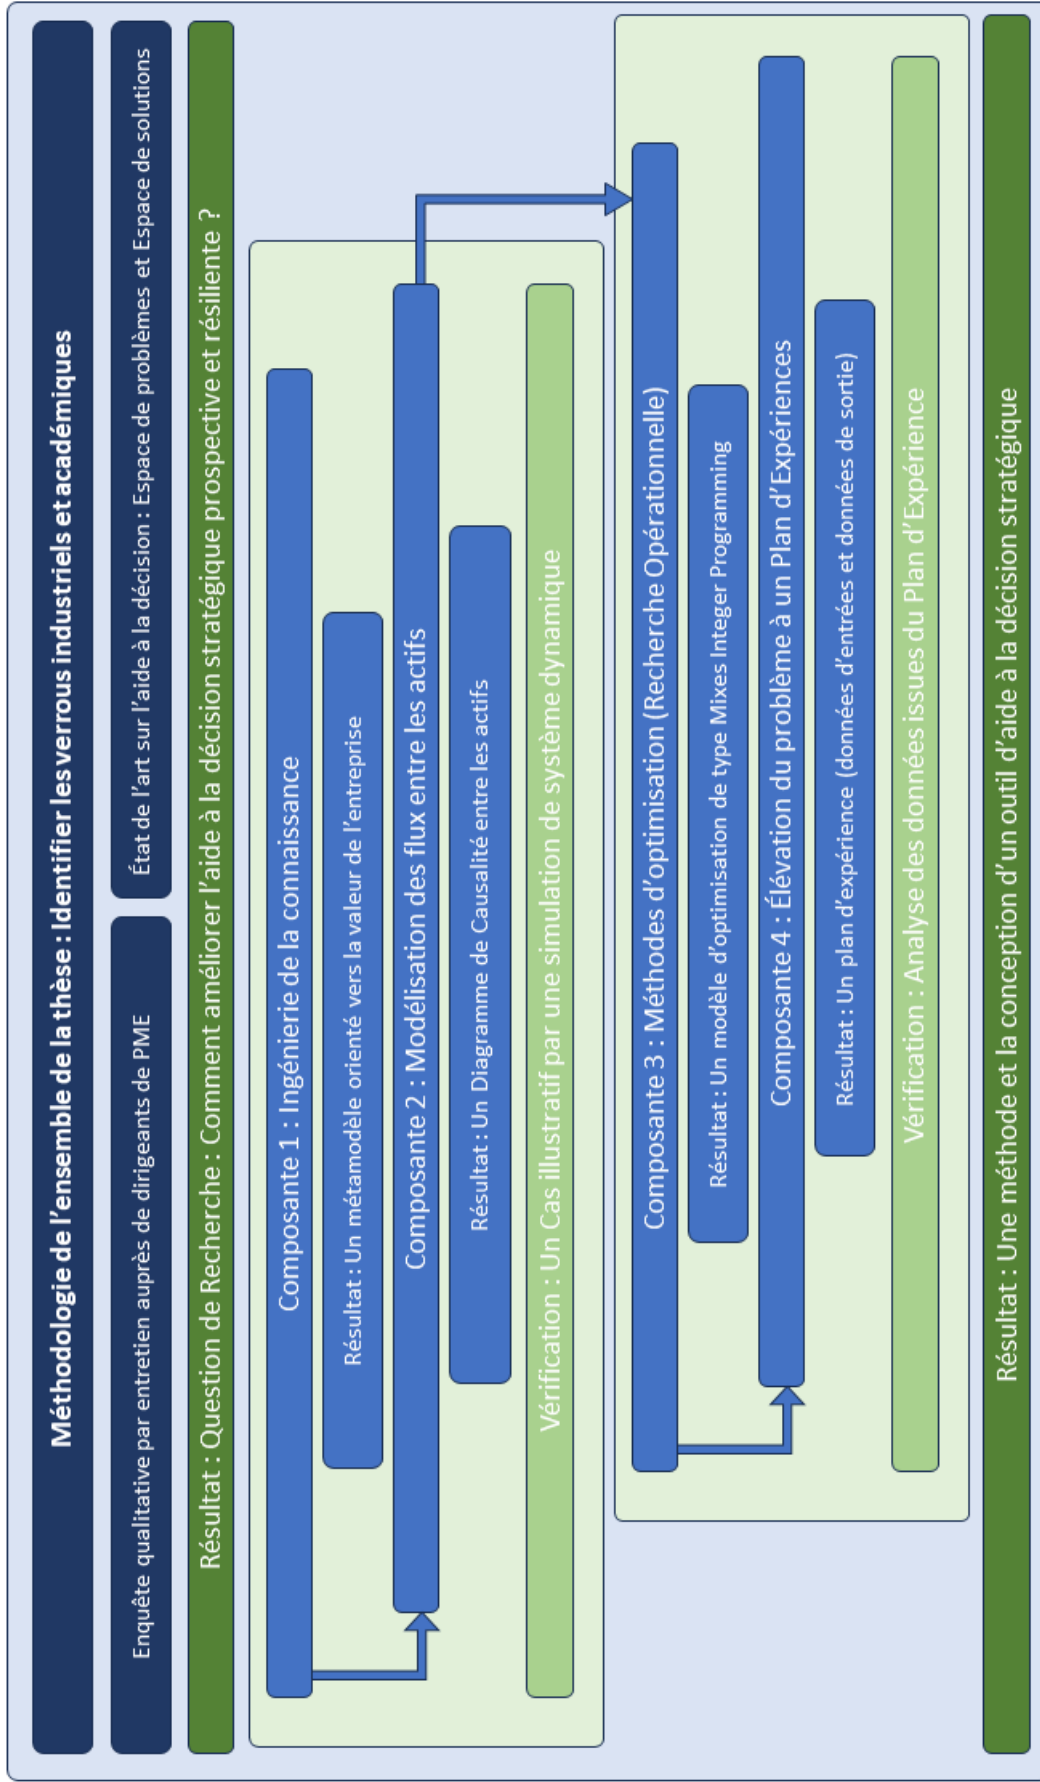 Méthodologie de l'ensemble de la thèse : Identifier les verrous industriels et académiques
Enquête qualitative par entretien auprès de dirigeants de PME
État de l'art sur l'aide à la décision : Espace de problèmes et Espace de solutions
Résultat : Question de Recherche : Comment améliorer l'aide à la décision stratégique prospective et résiliente ?
Composante 1 : Ingénierie de la connaissance
Résultat : Un métamodèle orienté vers la valeur de l'entreprise
Composante 2 : Modélisation des flux entre les actifs
Résultat : Un Diagramme de Causalité entre les actifs
Vérification : Un Cas illustratif par une simulation de système dynamique
Composante 3 : Méthodes d'optimisation (Recherche Opérationnelle)
Résultat : Un modèle d'optimisation de type Mixes Integer Programming
Composante 4 : Élévation du problème à un Plan d'Expériences
Résultat : Un plan d'expérience (données d'entrées et données de sortie)
Vérification : Analyse des données issues du Plan d'Expérience
Résultat : Une méthode et la conception d'un outil d'aide à la décision stratégique